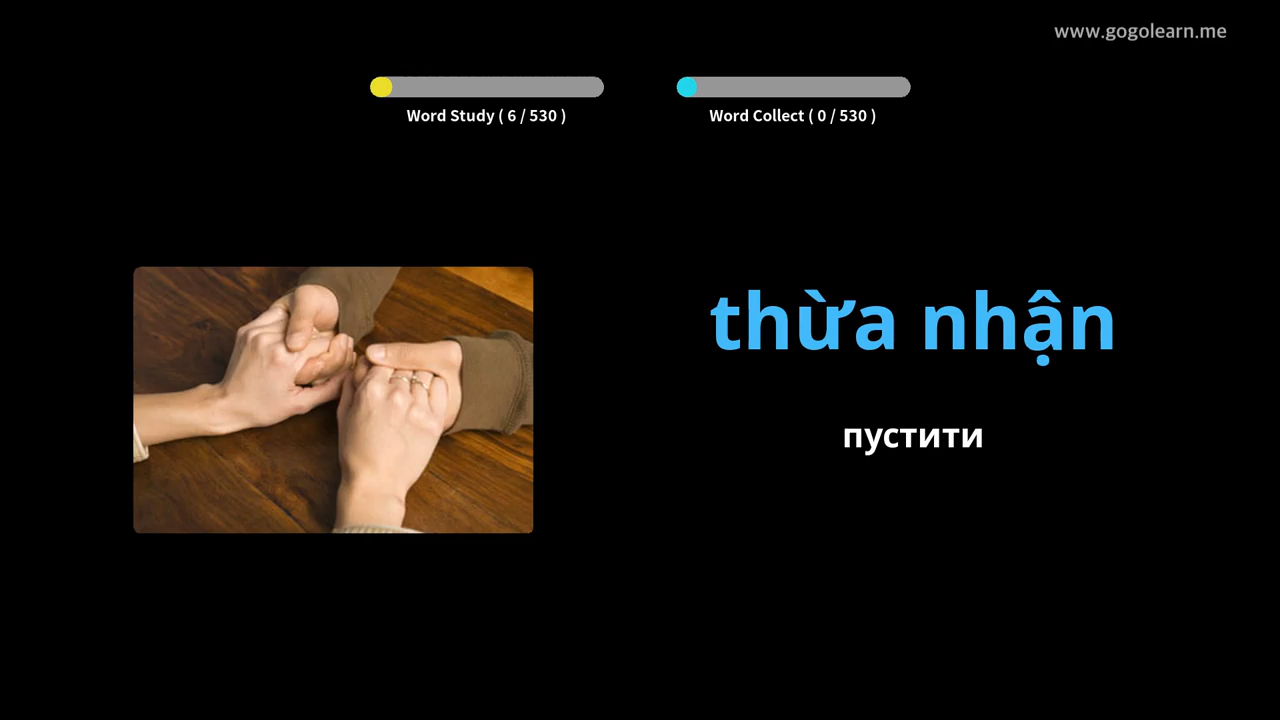 www.gogolearn.me
Word Study ( 6 / 530 )
Word Collect ( 0 / 530 )
thừa nhận
пустити